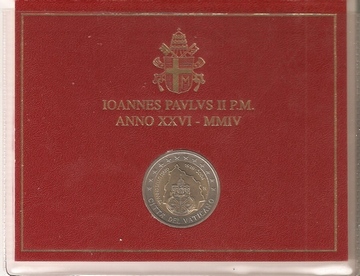 IOANNES PAVLVS II P.M.
ANNO XXVI - MMIV
CITTA' DEL VATICANO